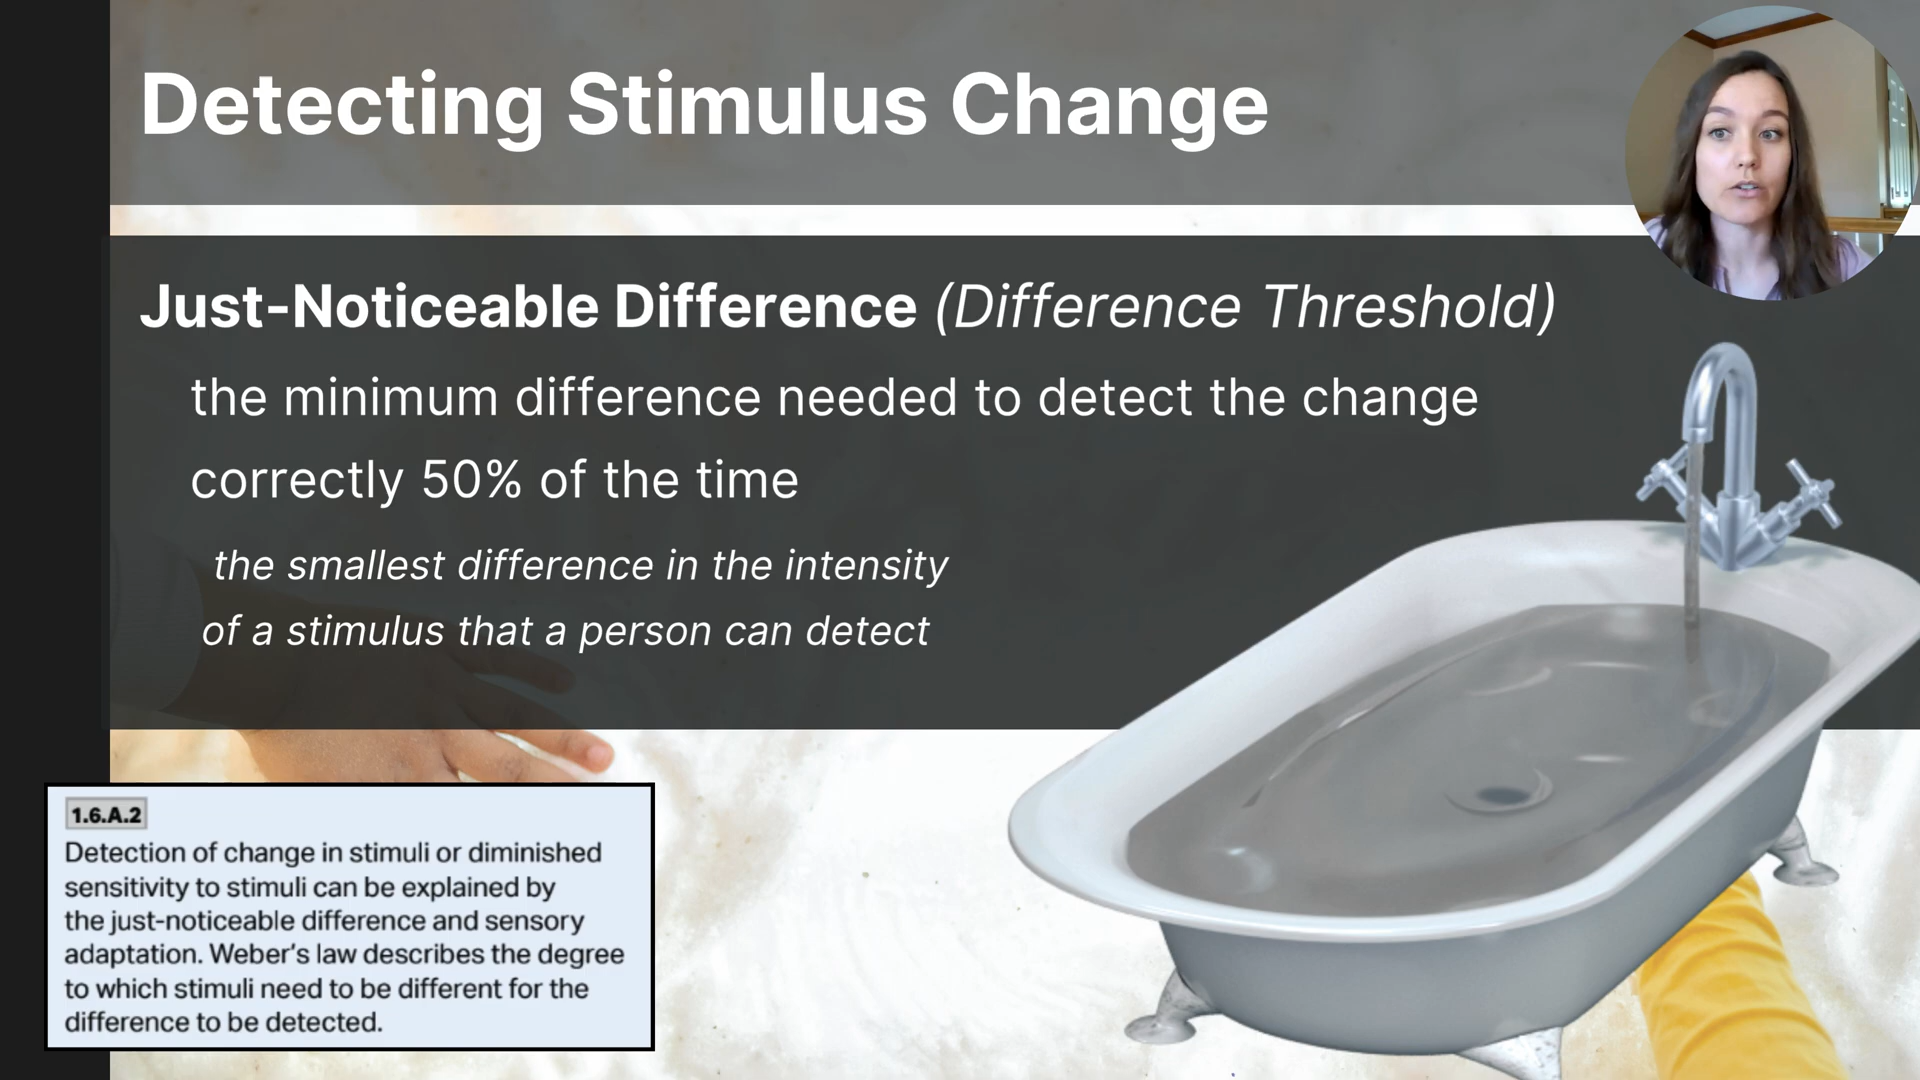 Detecting Stimulus Change
Just-Noticeable Difference (Difference Threshold)
the minimum difference needed to detect the change
correctly 50% of the time
the smallest difference in the intensity
of a stimulus that a person can detect
1.6.A.2
Detection of change in stimuli or diminished
sensitivity to stimuli can be explained by
the just-noticeable difference and sensory
adaptation. Weber's law describes the degree
to which stimuli need to be different for the
difference to be detected.